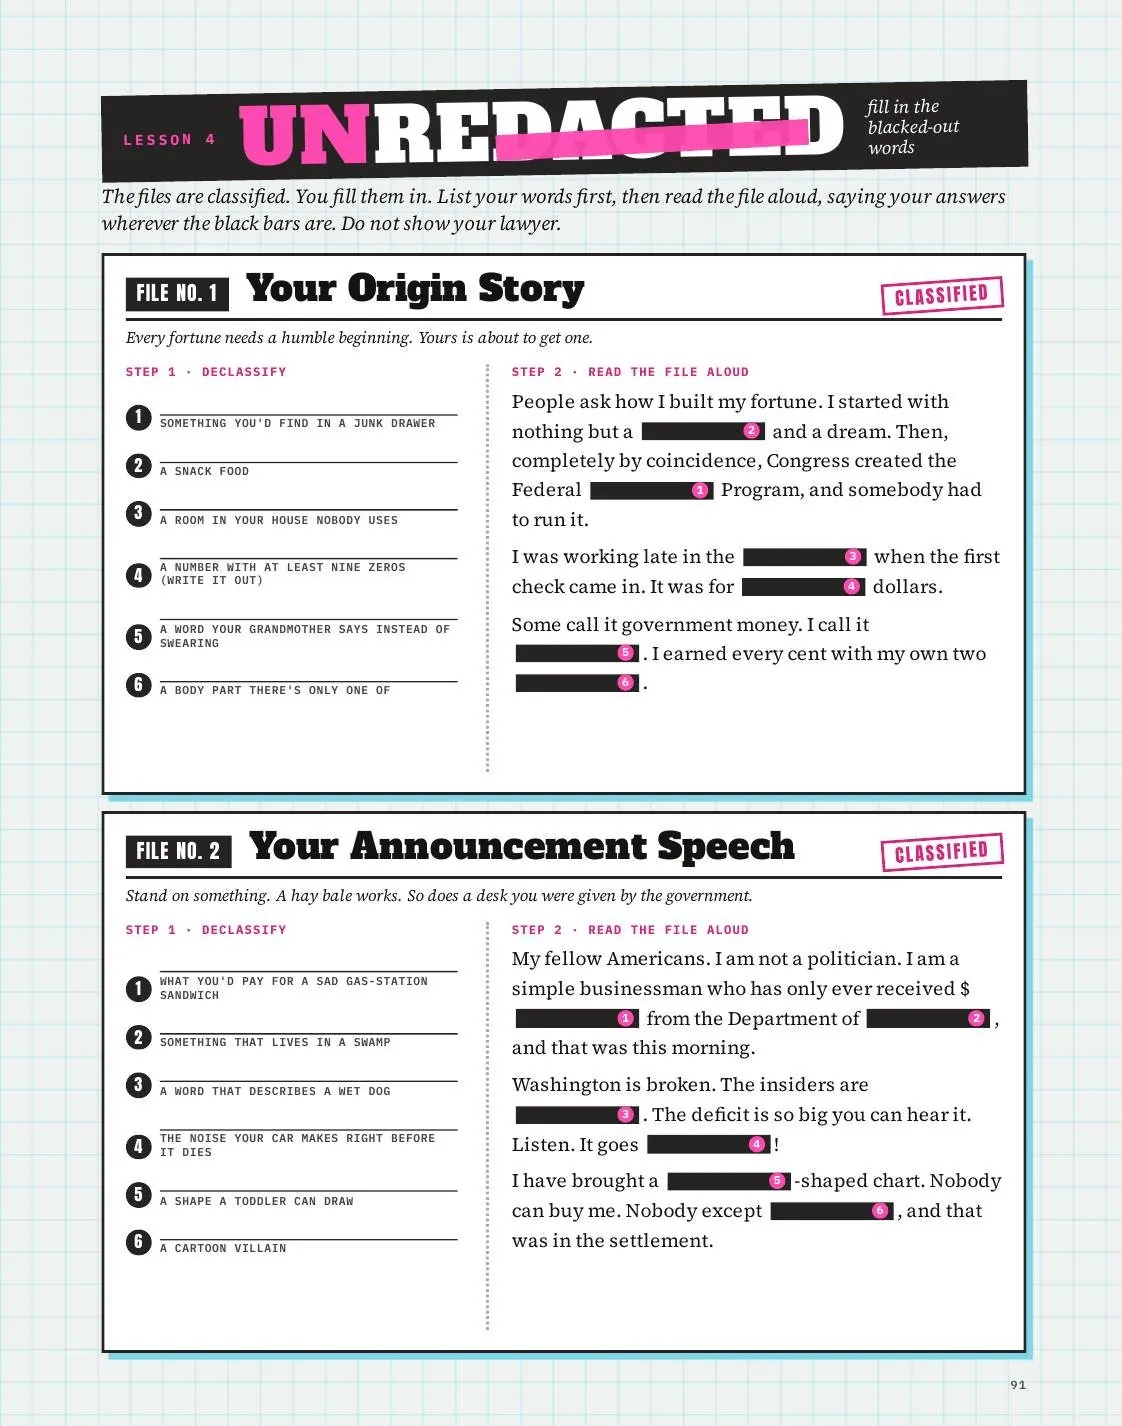 LESSON 4
UNREDACTED
fill in the
blacked-out
words
The files are classified. You fill them in. List your words first, then read the file aloud, saying your answers
wherever the black bars are. Do not show your lawyer.
FILE NO. 1
Your Origin Story
CLASSIFIED
Every fortune needs a humble beginning. Yours is about to get one.
STEP 1 · DECLASSIFY
1
SOMETHING YOU'D FIND IN A JUNK DRAWER
2
A SNACK FOOD
3
A ROOM IN YOUR HOUSE NOBODY USES
4
A NUMBER WITH AT LEAST NINE ZEROS
(WRITE IT OUT)
5
A WORD YOUR GRANDMOTHER SAYS INSTEAD OF
SWEARING
6
A BODY PART THERE'S ONLY ONE OF
STEP 2 · READ THE FILE ALOUD
People ask how I built my fortune. I started with
nothing but a 2 and a dream. Then,
completely by coincidence, Congress created the
Federal 1 Program, and somebody had
to run it.
I was working late in the 3 when the first
check came in. It was for 4 dollars.
Some call it government money. I call it
5 . I earned every cent with my own two
6 .
FILE NO. 2
Your Announcement Speech
CLASSIFIED
Stand on something. A hay bale works. So does a desk you were given by the government.
STEP 1 · DECLASSIFY
1
WHAT YOU'D PAY FOR A SAD GAS-STATION
SANDWICH
2
SOMETHING THAT LIVES IN A SWAMP
3
A WORD THAT DESCRIBES A WET DOG
4
THE NOISE YOUR CAR MAKES RIGHT BEFORE
IT DIES
5
A SHAPE A TODDLER CAN DRAW
6
A CARTOON VILLAIN
STEP 2 · READ THE FILE ALOUD
My fellow Americans. I am not a politician. I am a
simple businessman who has only ever received $
1 from the Department of 2 ,
and that was this morning.
Washington is broken. The insiders are
3 . The deficit is so big you can hear it.
Listen. It goes 4 !
I have brought a 5 -shaped chart. Nobody
can buy me. Nobody except 6 , and that
was in the settlement.
91